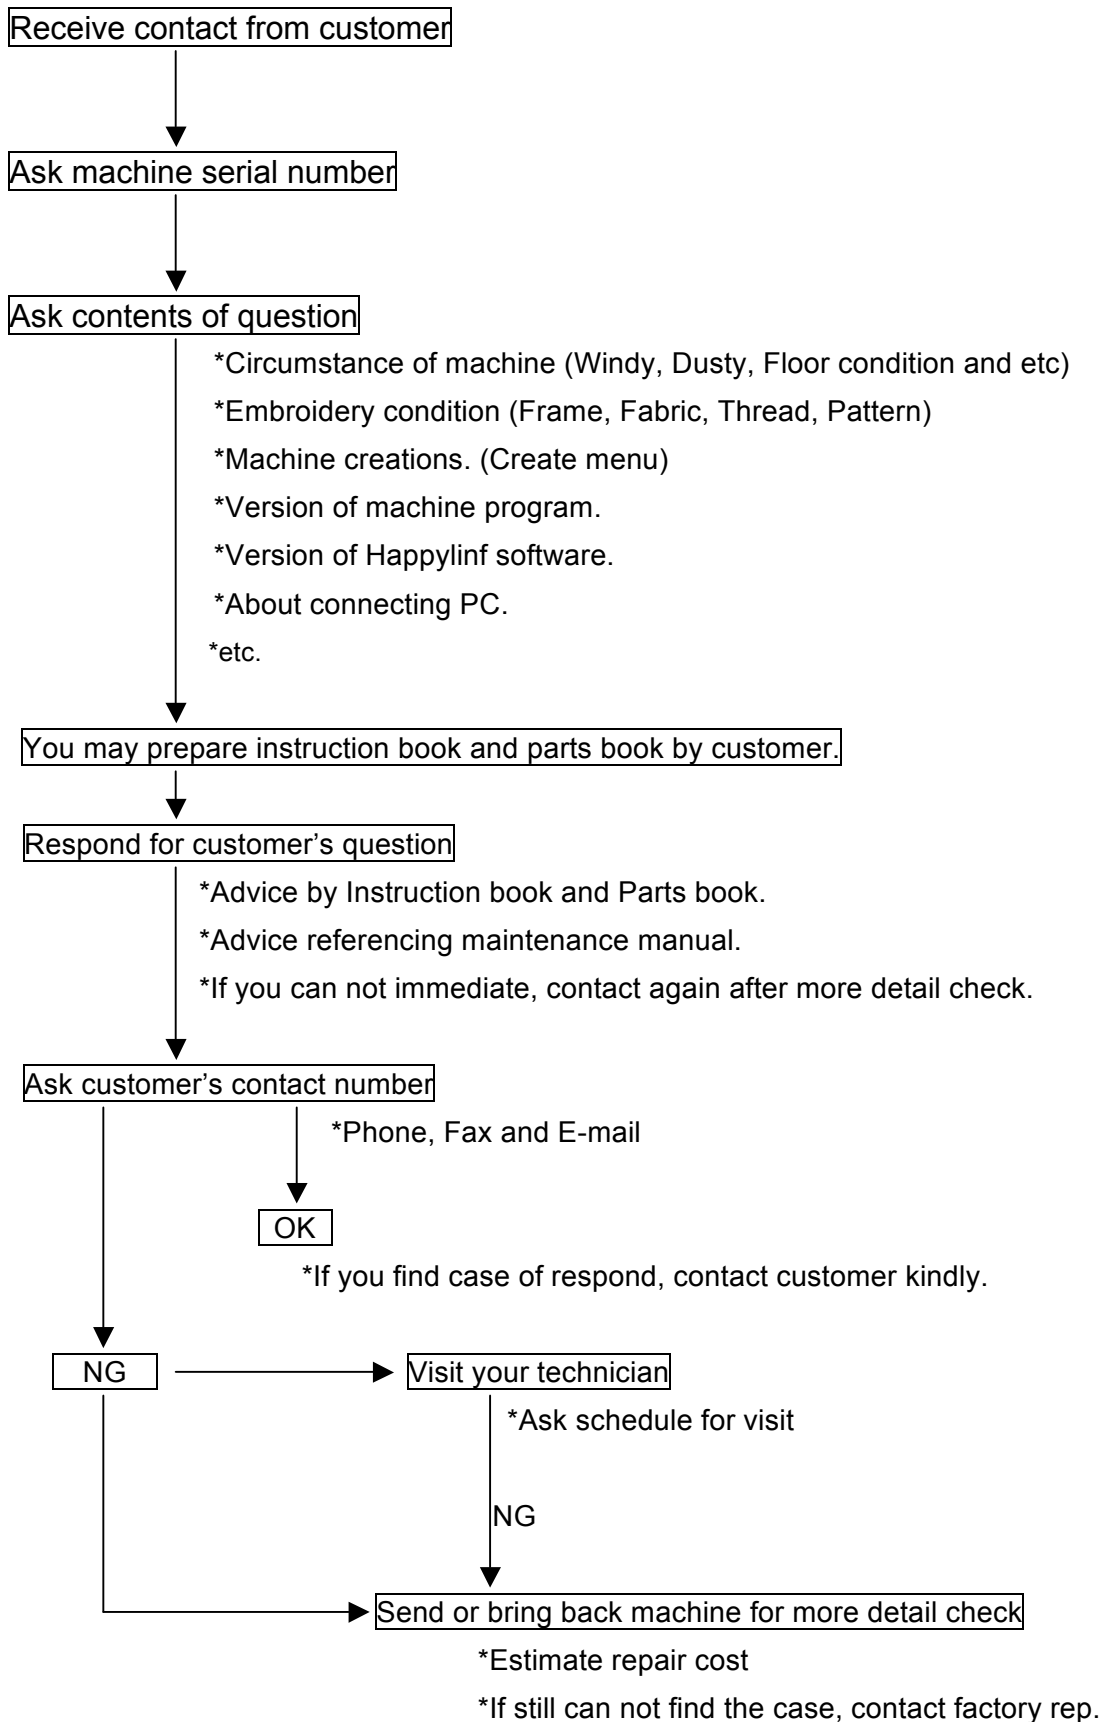 Receive contact from customer
Ask machine serial number
Ask contents of question
*Circumstance of machine (Windy, Dusty, Floor condition and etc)
*Embroidery condition (Frame, Fabric, Thread, Pattern)
*Machine creations. (Create menu)
*Version of machine program.
*Version of Happylinf software.
*About connecting PC.
*etc.
You may prepare instruction book and parts book by customer.
Respond for customer’s question
*Advice by Instruction book and Parts book.
*Advice referencing maintenance manual.
*If you can not immediate, contact again after more detail check.
Ask customer’s contact number
*Phone, Fax and E-mail
OK
*If you find case of respond, contact customer kindly.
NG
Visit your technician
*Ask schedule for visit
NG
Send or bring back machine for more detail check
*Estimate repair cost
*If still can not find the case, contact factory rep.